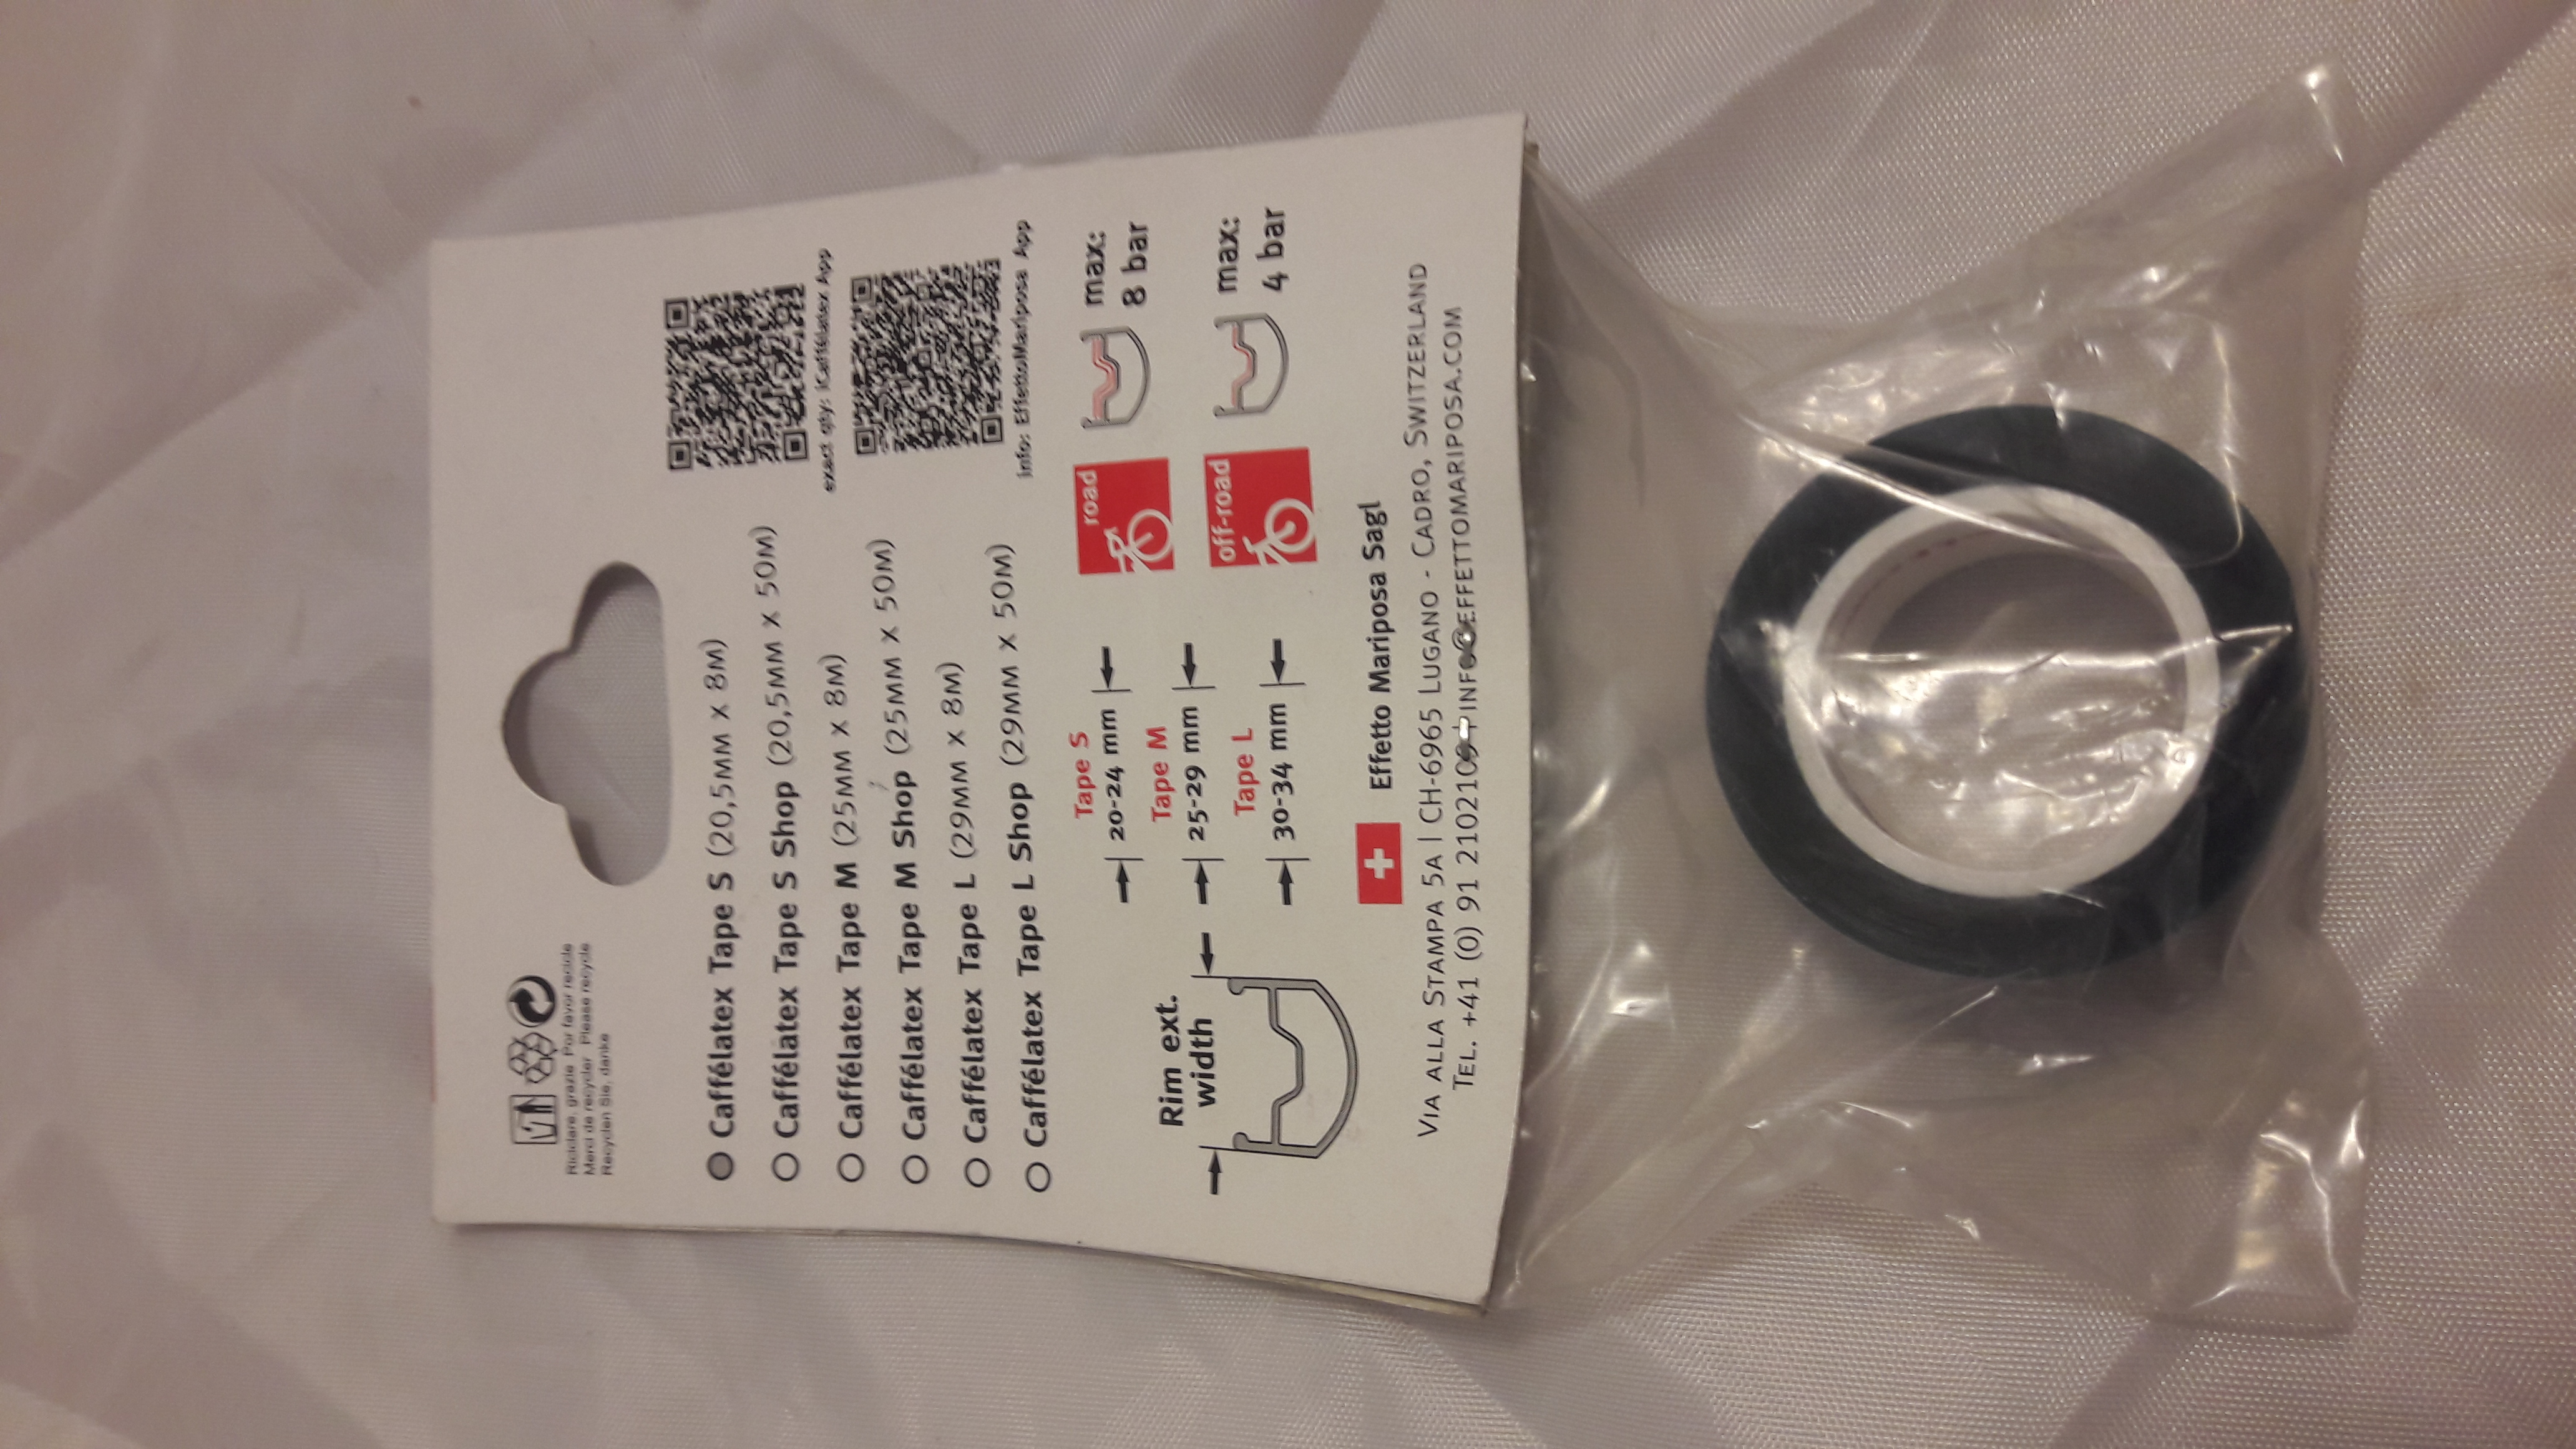 Riciclare, grazie Por favor recicle
Merci de recycler Please recycle
Recyclen Sie, danke
Caffélatex Tape S (20,5MM X 8M)
Caffélatex Tape S Shop (20,5MM X 50M)
Caffélatex Tape M (25MM X 8M)
Caffélatex Tape M Shop (25MM X 50M)
Caffélatex Tape L (29MM X 8M)
Caffélatex Tape L Shop (29MM X 50M)
exact qty: iCaffélatex App
info: EffettoMariposa App
Rim ext.
width
Tape S
20-24 mm
Tape M
25-29 mm
Tape L
30-34 mm
road
max:
8 bar
off-road
max:
4 bar
Effetto Mariposa Sagl
VIA ALLA STAMPA 5A | CH-6965 LUGANO - CADRO, SWITZERLAND
TEL. +41 (0) 91 2102109 | INFO@EFFETTOMARIPOSA.COM